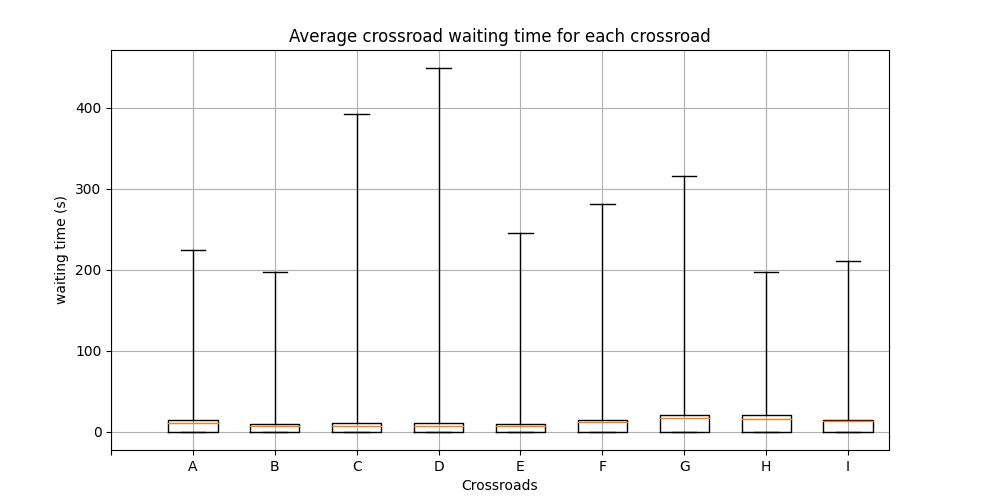 Average crossroad waiting time for each crossroad
400
300
200
100
0
waiting time (s)
A B C D E F G H I
Crossroads